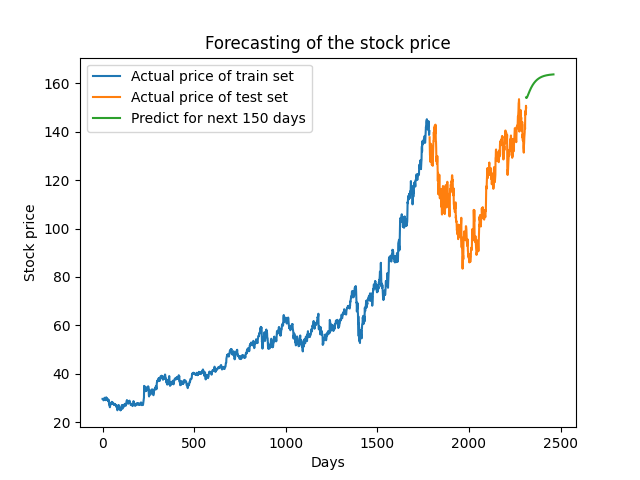 Forecasting of the stock price
Actual price of train set
Actual price of test set
Predict for next 150 days
160
140
120
100
80
60
40
20
Stock price
0
500
1000
1500
2000
2500
Days